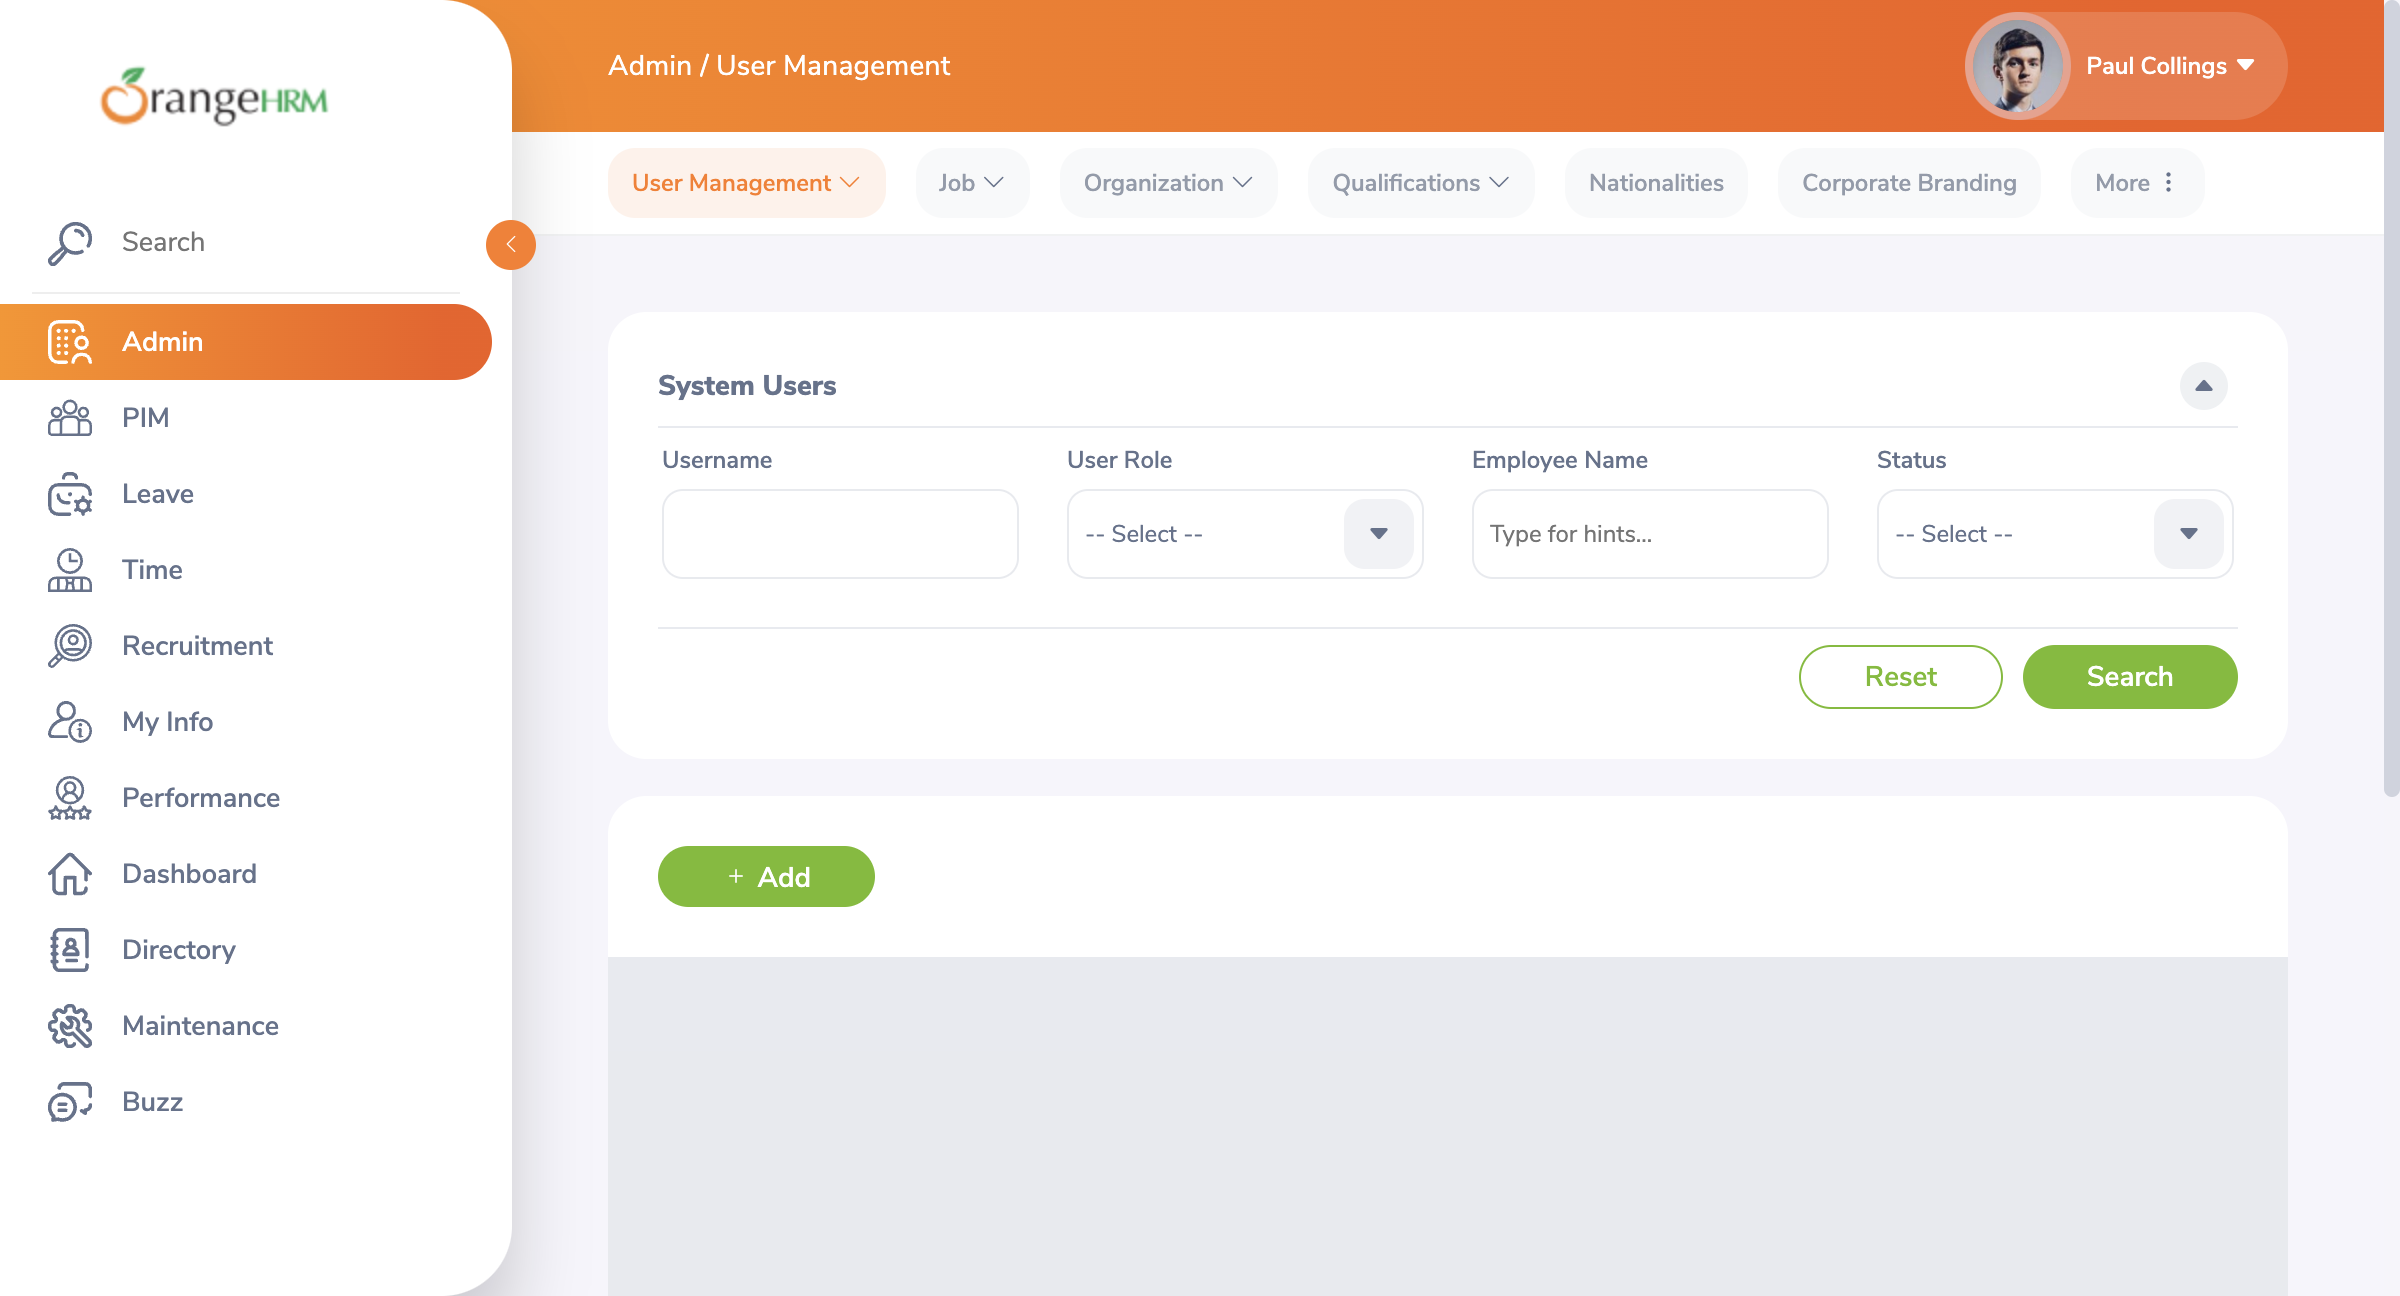 OrangeHRM
Admin / User Management
Paul Collings
User Management
Job
Organization
Qualifications
Nationalities
Corporate Branding
More
Search
Admin
PIM
Leave
Time
Recruitment
My Info
Performance
Dashboard
Directory
Maintenance
Buzz
System Users
Username
User Role
Employee Name
Status
-- Select --
Type for hints...
-- Select --
Reset
Search
+ Add